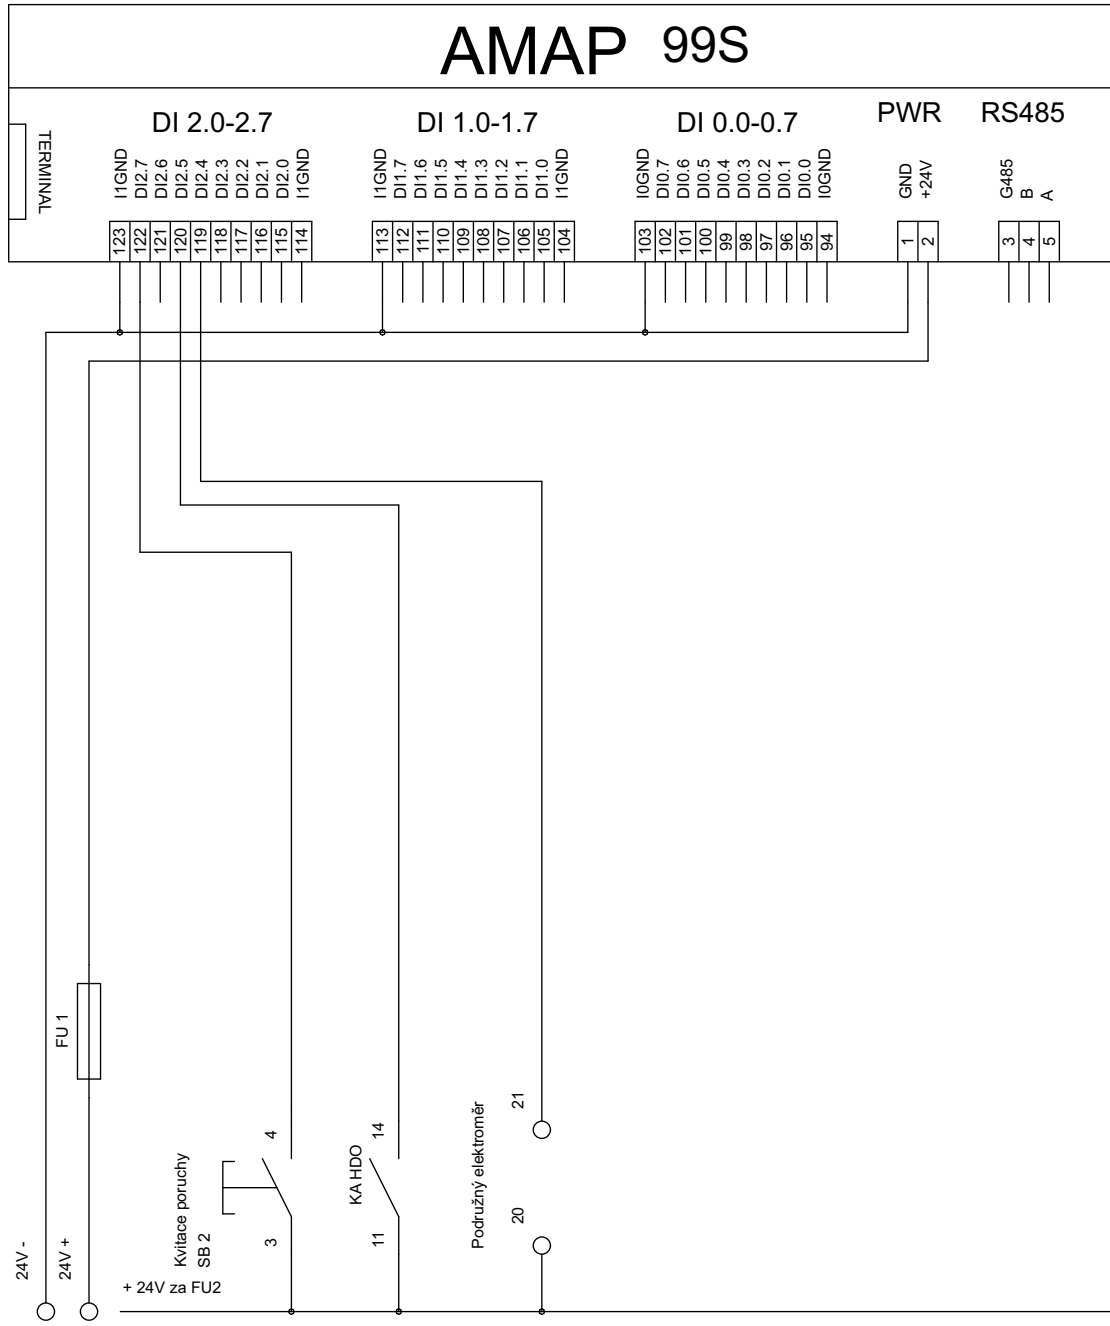 AMAP 99S
DI 2.0-2.7
DI 1.0-1.7
DI 0.0-0.7
PWR
RS485
TERMINAL
I1GND
DI2.7
DI2.6
DI2.5
DI2.4
DI2.3
DI2.2
DI2.1
DI2.0
I1GND
I1GND
DI1.7
DI1.6
DI1.5
DI1.4
DI1.3
DI1.2
DI1.1
DI1.0
I1GND
I0GND
DI0.7
DI0.6
DI0.5
DI0.4
DI0.3
DI0.2
DI0.1
DI0.0
I0GND
GND
+24V
G485
B
A
123
122
121
120
119
118
117
116
115
114
113
112
111
110
109
108
107
106
105
104
103
102
101
100
99
98
97
96
95
94
1
2
3
4
5
FU 1
24V -
24V +
Kvitace poruchy
SB 2
4
3
KA HDO
14
11
Podružný elektroměr
21
20
+ 24V za FU2